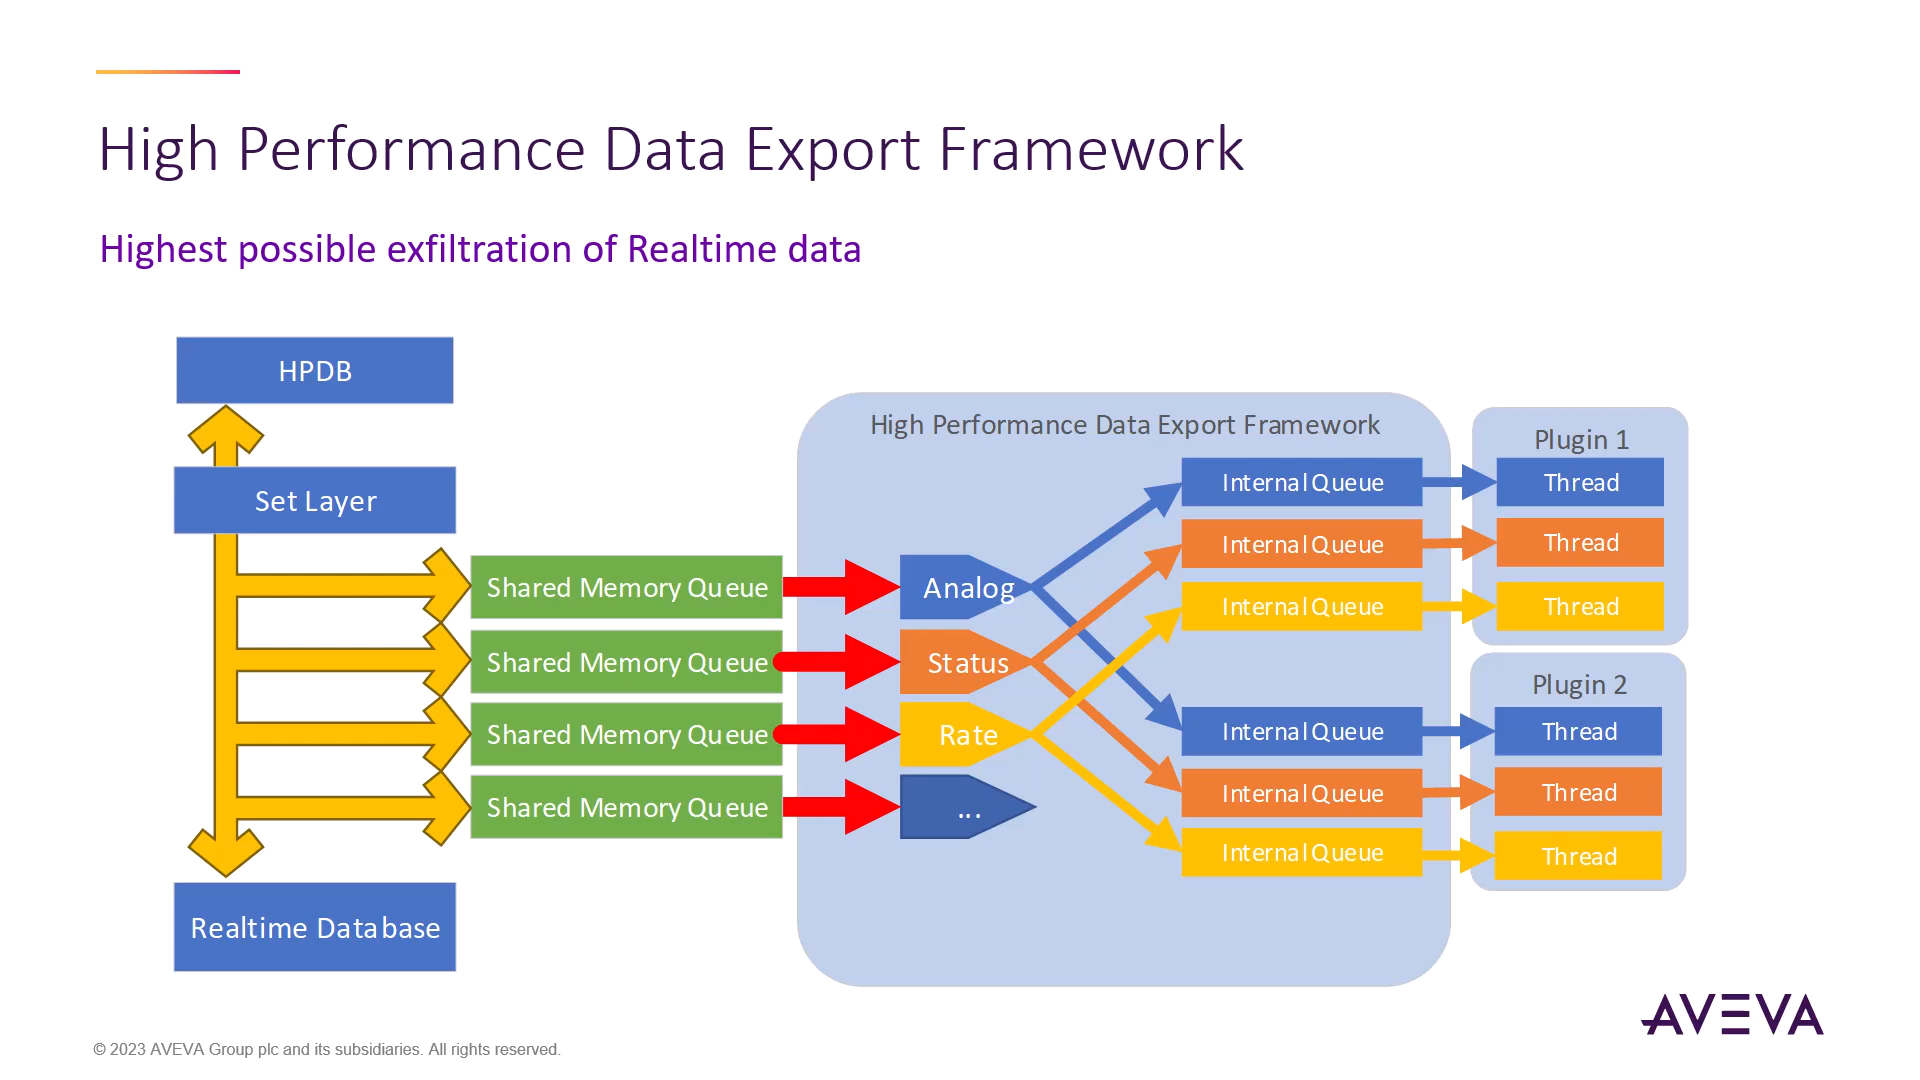 High Performance Data Export Framework
Highest possible exfiltration of Realtime data
HPDB
Set Layer
Realtime Database
Shared Memory Queue
Shared Memory Queue
Shared Memory Queue
Shared Memory Queue
High Performance Data Export Framework
Analog
Status
Rate
...
Internal Queue
Internal Queue
Internal Queue
Internal Queue
Internal Queue
Internal Queue
Plugin 1
Thread
Thread
Thread
Plugin 2
Thread
Thread
Thread
AVEVA
© 2023 AVEVA Group plc and its subsidiaries. All rights reserved.